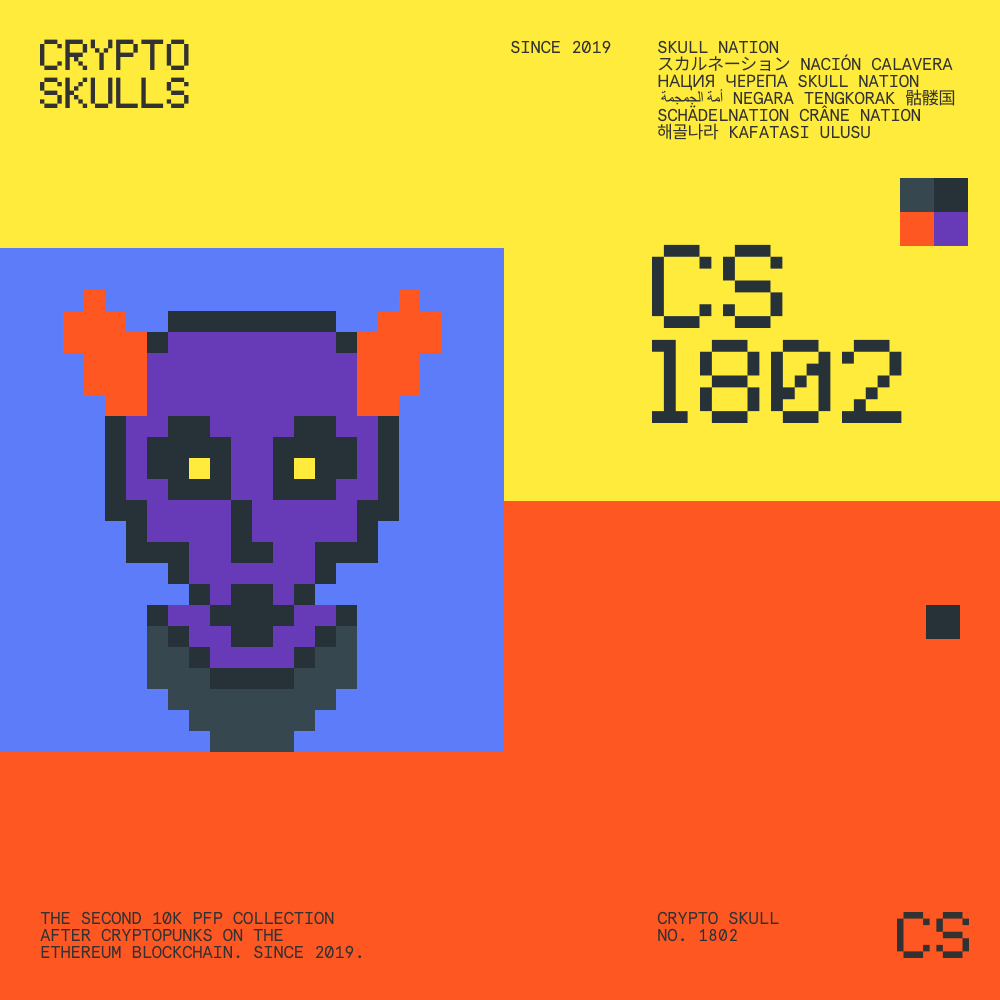 CRYPTO
SKULLS
SINCE 2019
SKULL NATION
スカルネーション NACIÓN CALAVERA
НАЦИЯ ЧЕРЕПА SKULL NATION
أمة الجمجمة NEGARA TENGKORAK 骷髅国
SCHÄDELNATION CRÂNE NATION
해골나라 KAFATASI ULUSU
CS
1802
THE SECOND 10K PFP COLLECTION
AFTER CRYPTOPUNKS ON THE
ETHEREUM BLOCKCHAIN. SINCE 2019.
CRYPTO SKULL
NO. 1802
CS